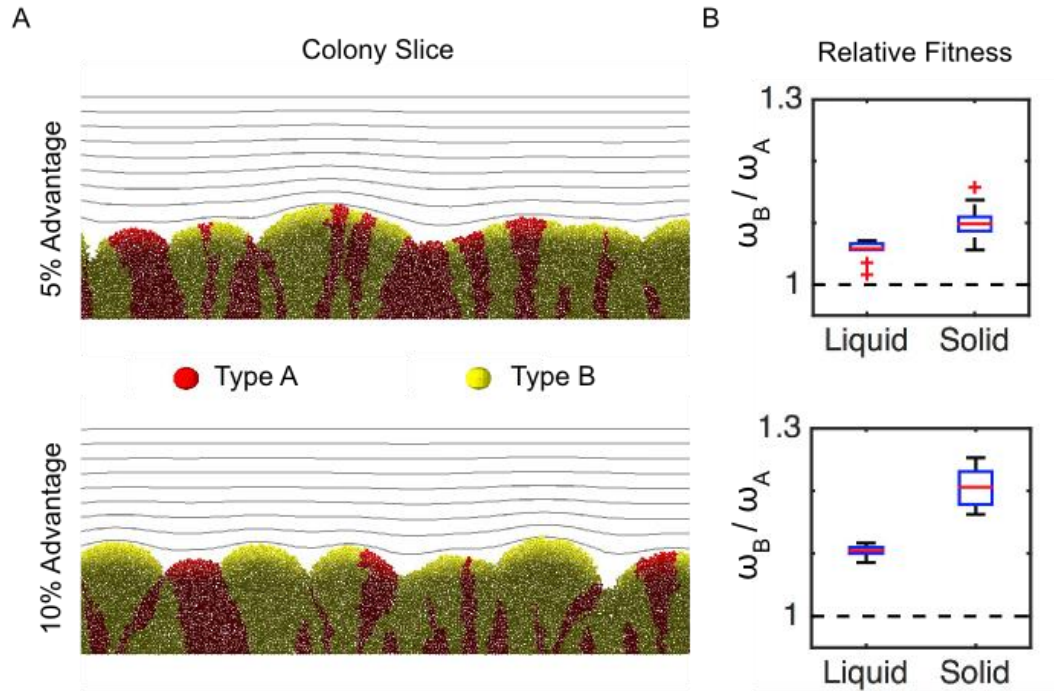 A
B
Colony Slice
Relative Fitness
5% Advantage
1.3
ω_B / ω_A
1
Liquid Solid
Type A
Type B
10% Advantage
1.3
ω_B / ω_A
1
Liquid Solid